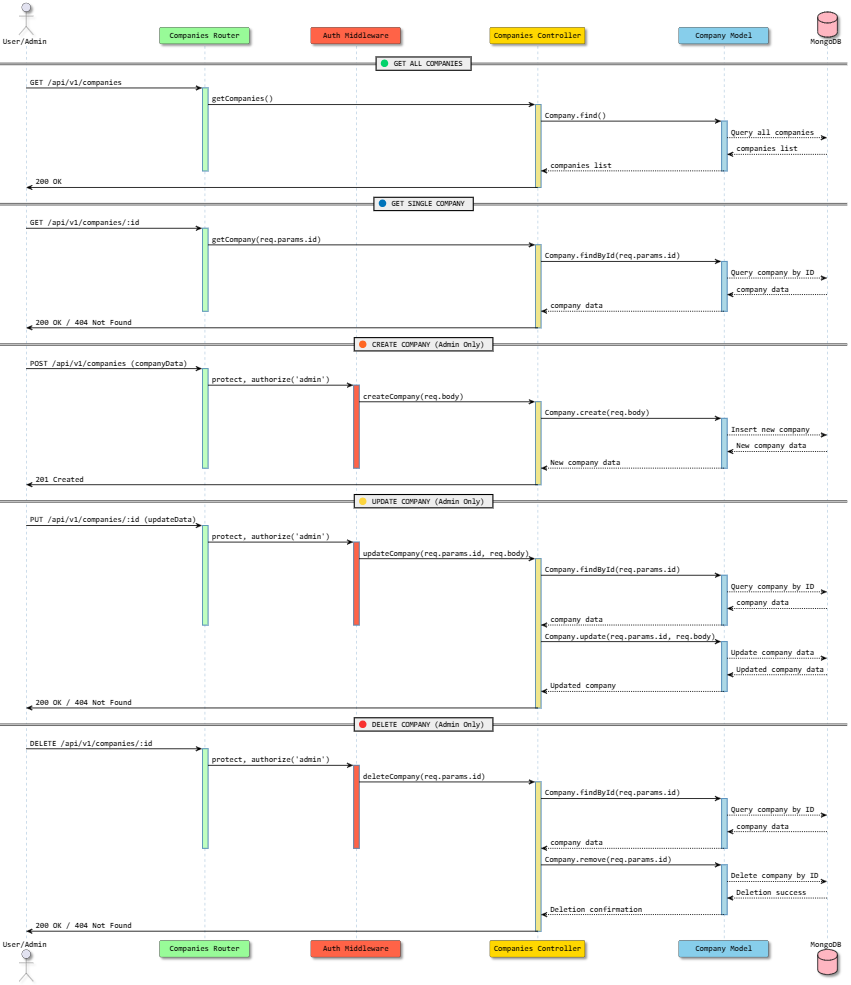 User/Admin
Companies Router
Auth Middleware
Companies Controller
Company Model
MongoDB
GET ALL COMPANIES
GET /api/v1/companies
getCompanies()
Company.find()
Query all companies
companies list
companies list
200 OK
GET SINGLE COMPANY
GET /api/v1/companies/:id
getCompany(req.params.id)
Company.findById(req.params.id)
Query company by ID
company data
company data
200 OK / 404 Not Found
CREATE COMPANY (Admin Only)
POST /api/v1/companies (companyData)
protect, authorize('admin')
createCompany(req.body)
Company.create(req.body)
Insert new company
New company data
New company data
201 Created
UPDATE COMPANY (Admin Only)
PUT /api/v1/companies/:id (updateData)
protect, authorize('admin')
updateCompany(req.params.id, req.body)
Company.findById(req.params.id)
Query company by ID
company data
company data
Company.update(req.params.id, req.body)
Update company data
Updated company data
Updated company
200 OK / 404 Not Found
DELETE COMPANY (Admin Only)
DELETE /api/v1/companies/:id
protect, authorize('admin')
deleteCompany(req.params.id)
Company.findById(req.params.id)
Query company by ID
company data
company data
Company.remove(req.params.id)
Delete company by ID
Deletion success
Deletion confirmation
200 OK / 404 Not Found
User/Admin
Companies Router
Auth Middleware
Companies Controller
Company Model
MongoDB